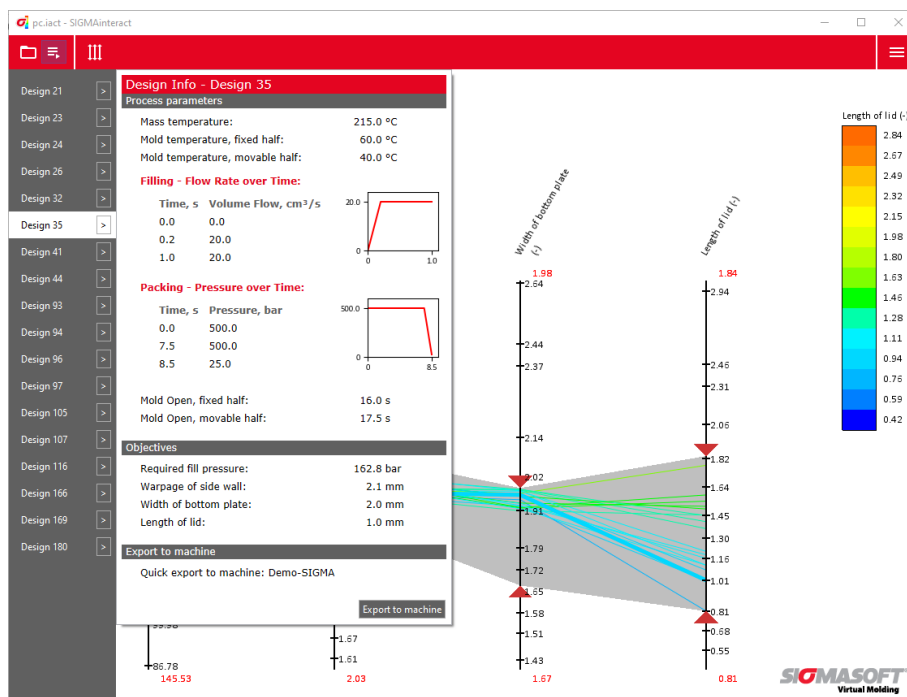 pc.iact - SIGMAinteract
Design 21 >
Design 23 >
Design 24 >
Design 26 >
Design 32 >
Design 35 >
Design 41 >
Design 44 >
Design 93 >
Design 94 >
Design 96 >
Design 97 >
Design 105 >
Design 107 >
Design 116 >
Design 166 >
Design 169 >
Design 180 >
Design Info - Design 35
Process parameters
Mass temperature: 215.0 °C
Mold temperature, fixed half: 60.0 °C
Mold temperature, movable half: 40.0 °C
Filling - Flow Rate over Time:
Time, s Volume Flow, cm³/s
0.0 0.0
0.2 20.0
1.0 20.0
20.0
0
0 1.0
Packing - Pressure over Time:
Time, s Pressure, bar
0.0 500.0
7.5 500.0
8.5 25.0
500.0
0
0 8.5
Mold Open, fixed half: 16.0 s
Mold Open, movable half: 17.5 s
Objectives
Required fill pressure: 162.8 bar
Warpage of side wall: 2.1 mm
Width of bottom plate: 2.0 mm
Length of lid: 1.0 mm
Export to machine
Quick export to machine: Demo-SIGMA
Export to machine
99.98
86.78
145.53
1.67
1.61
2.03
Width of bottom plate
(-)
1.98
2.64
2.44
2.37
2.14
2.02
1.91
1.79
1.72
1.65
1.58
1.51
1.43
1.67
Length of lid (-)
1.84
2.94
2.46
2.31
2.06
1.82
1.64
1.45
1.30
1.16
1.01
0.81
0.68
0.55
0.81
Length of lid (-)
2.84
2.67
2.49
2.32
2.15
1.98
1.80
1.63
1.46
1.28
1.11
0.94
0.76
0.59
0.42
SIGMASOFT
Virtual Molding